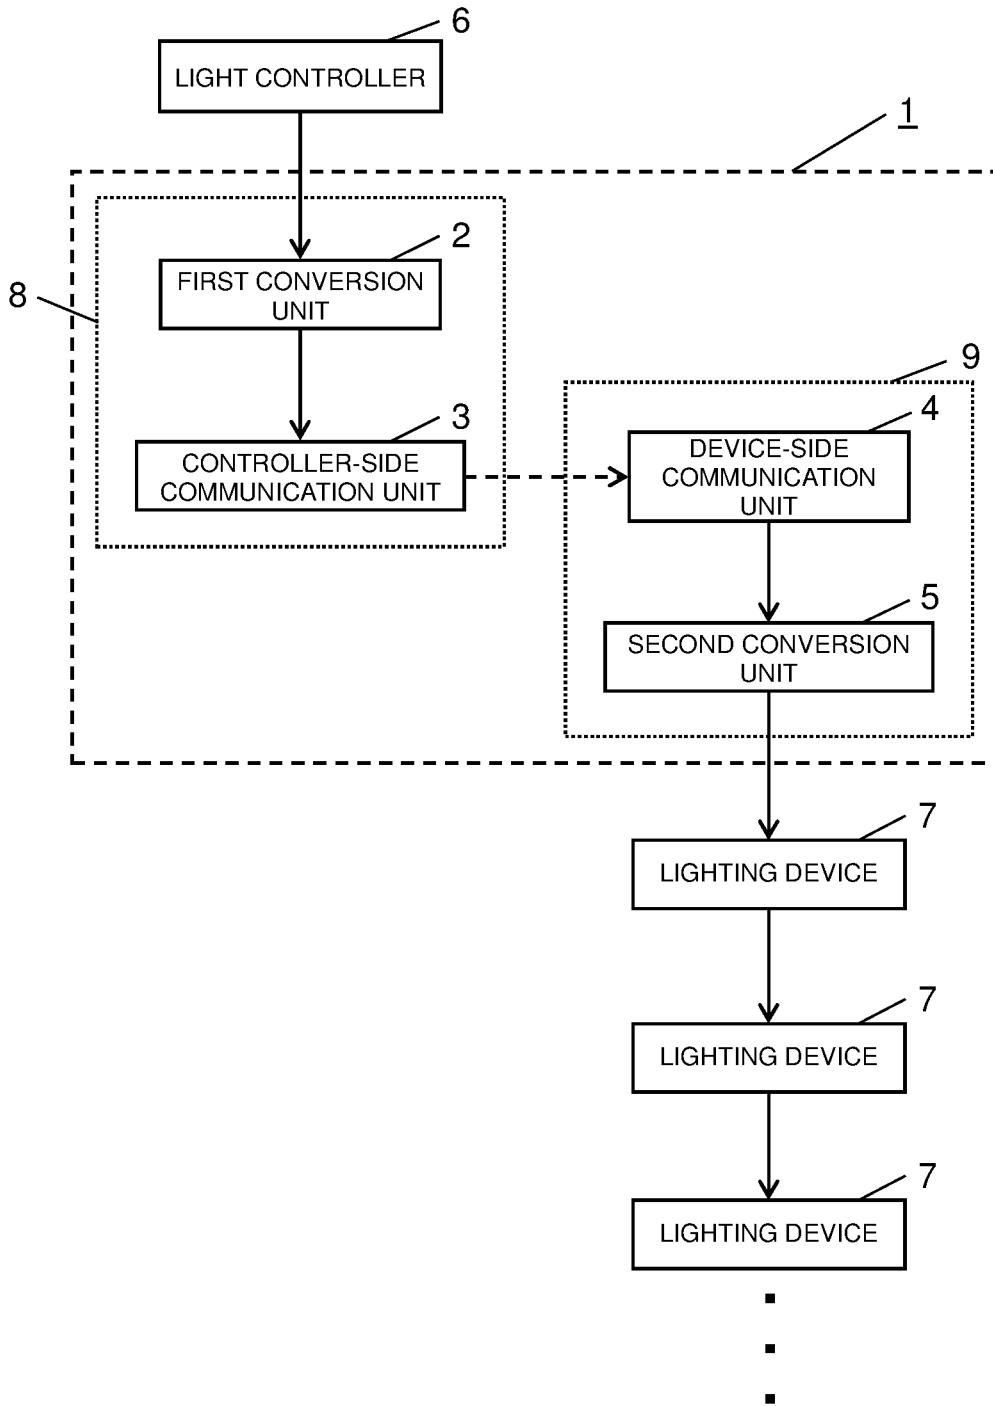 6
LIGHT CONTROLLER
1
2
FIRST CONVERSION
UNIT
8
3
CONTROLLER-SIDE
COMMUNICATION UNIT
9
4
DEVICE-SIDE
COMMUNICATION
UNIT
5
SECOND CONVERSION
UNIT
7
LIGHTING DEVICE
7
LIGHTING DEVICE
7
LIGHTING DEVICE